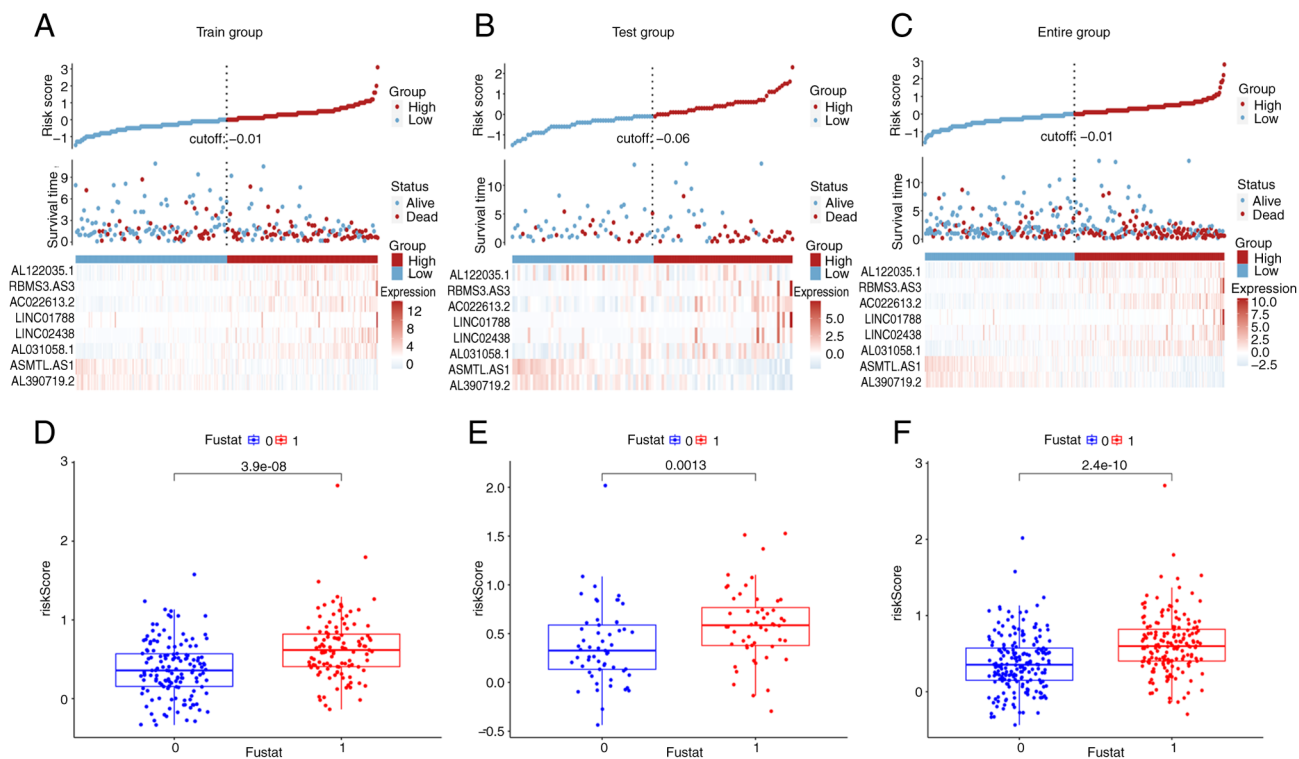 A
Train group
Risk score
3
2
1
0
−1
cutoff: −0.01
Group
High
Low
Survival time
9
6
3
0
Status
Alive
Dead
Group
High
Low
AL122035.1
RBMS3.AS3
AC022613.2
LINC01788
LINC02438
AL031058.1
ASMTL.AS1
AL390719.2
Expression
12
8
4
0
B
Test group
Risk score
2
1
0
−1
cutoff: −0.06
Group
High
Low
Survival time
10
5
0
Status
Alive
Dead
Group
High
Low
AL122035.1
RBMS3.AS3
AC022613.2
LINC01788
LINC02438
AL031058.1
ASMTL.AS1
AL390719.2
Expression
5.0
2.5
0.0
C
Entire group
Risk score
3
2
1
0
−1
cutoff: −0.01
Group
High
Low
Survival time
10
5
0
Status
Alive
Dead
Group
High
Low
AL122035.1
RBMS3.AS3
AC022613.2
LINC01788
LINC02438
AL031058.1
ASMTL.AS1
AL390719.2
Expression
10.0
7.5
5.0
2.5
0.0
−2.5
D
Fustat 0 1
3.9e-08
riskScore
3
2
1
0
0 1
Fustat
E
Fustat 0 1
0.0013
riskScore
2.0
1.5
1.0
0.5
0.0
−0.5
0 1
Fustat
F
Fustat 0 1
2.4e-10
riskScore
3
2
1
0
0 1
Fustat